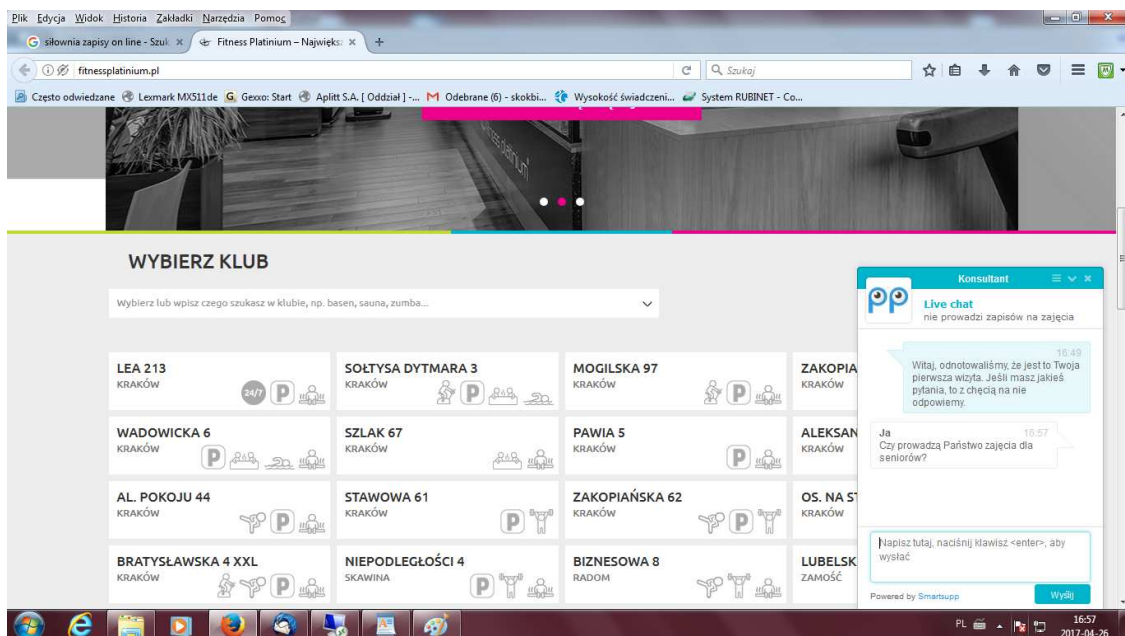 Plik Edycja Widok Historia Zakładki Narzędzia Pomoc
siłownia zapisy on line - Szuk
Fitness Platinium – Najwięks
fitnessplatinium.pl
Szukaj
Często odwiedzane
Lexmark MX511de
Gexxo: Start
Aplitt S.A. [ Oddział ] -...
Odebrane (6) - skokbi...
Wysokość świadczeni...
System RUBINET - Co...
fitness platinium
WYBIERZ KLUB
Wybierz lub wpisz czego szukasz w klubie, np. basen, sauna, zumba...
LEA 213
KRAKÓW
24/7 P
SOŁTYSA DYTMARA 3
KRAKÓW
P
MOGILSKA 97
KRAKÓW
P
ZAKOPIA
KRAKÓW
WADOWICKA 6
KRAKÓW
P
SZLAK 67
KRAKÓW
PAWIA 5
KRAKÓW
P
ALEKSAN
KRAKÓW
AL. POKOJU 44
KRAKÓW
P
STAWOWA 61
KRAKÓW
P
ZAKOPIAŃSKA 62
KRAKÓW
P
OS. NA ST
KRAKÓW
BRATYSŁAWSKA 4 XXL
KRAKÓW
P
NIEPODLEGŁOŚCI 4
SKAWINA
P
BIZNESOWA 8
RADOM
LUBELSK
ZAMOŚĆ
Konsultant
Live chat
nie prowadzi zapisów na zajęcia
16:49
Witaj, odnotowaliśmy, że jest to Twoja
pierwsza wizyta. Jeśli masz jakieś
pytania, to z chęcią na nie
odpowiemy.
Ja 16:57
Czy prowadzą Państwo zajęcia dla
seniorów?
Napisz tutaj, naciśnij klawisz <enter>, aby
wysłać
Powered by Smartsupp
Wyślij
PL
16:57
2017-04-26